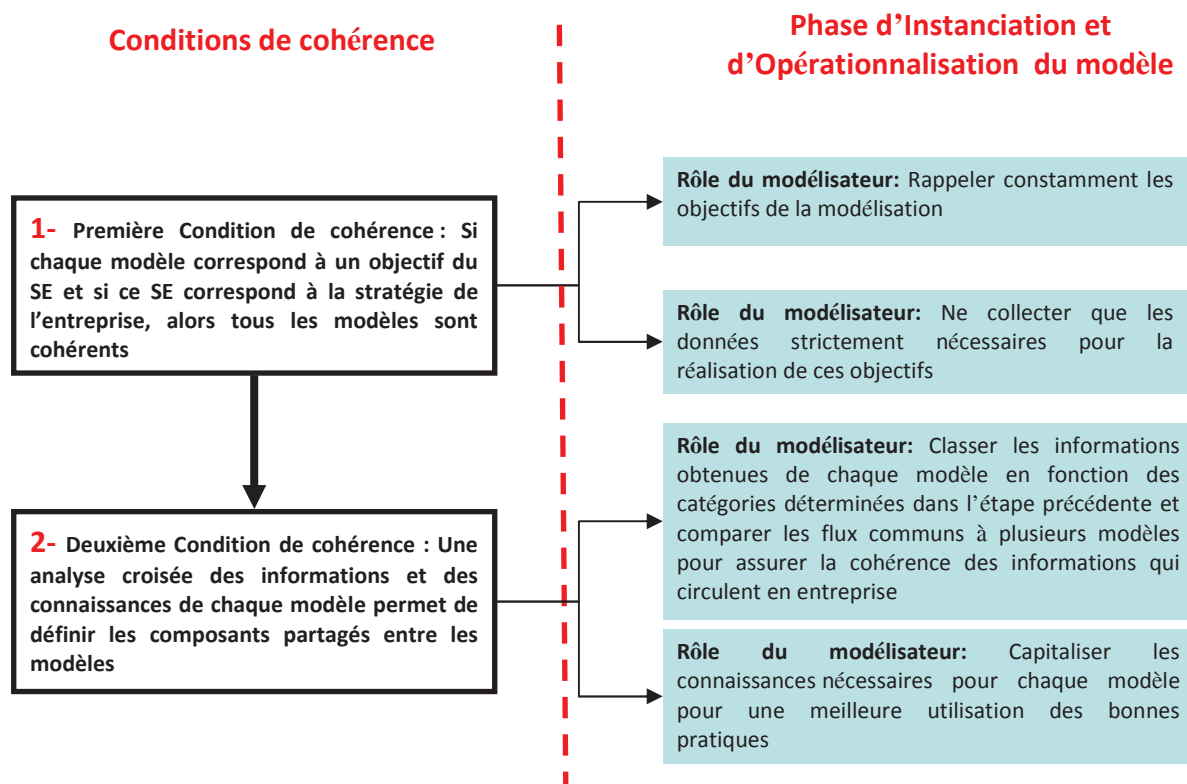 Conditions de cohérence
Phase d’Instanciation et
d’Opérationnalisation du modèle
1- Première Condition de cohérence : Si
chaque modèle correspond à un objectif du
SE et si ce SE correspond à la stratégie de
l’entreprise, alors tous les modèles sont
cohérents
2- Deuxième Condition de cohérence : Une
analyse croisée des informations et des
connaissances de chaque modèle permet de
définir les composants partagés entre les
modèles
Rôle du modélisateur: Rappeler constamment les
objectifs de la modélisation
Rôle du modélisateur: Ne collecter que les
données strictement nécessaires pour la
réalisation de ces objectifs
Rôle du modélisateur: Classer les informations
obtenues de chaque modèle en fonction des
catégories déterminées dans l’étape précédente et
comparer les flux communs à plusieurs modèles
pour assurer la cohérence des informations qui
circulent en entreprise
Rôle du modélisateur: Capitaliser les
connaissances nécessaires pour chaque modèle
pour une meilleure utilisation des bonnes
pratiques